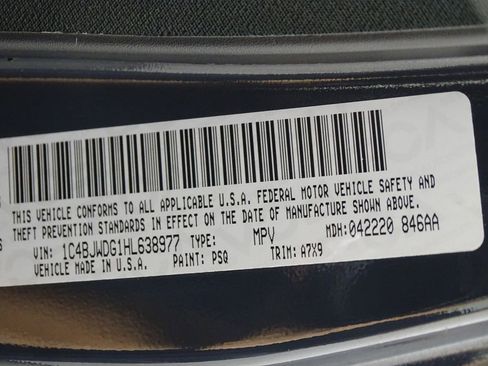 THIS VEHICLE CONFORMS TO ALL APPLICABLE U.S.A. FEDERAL MOTOR VEHICLE SAFETY AND
THEFT PREVENTION STANDARDS IN EFFECT ON THE DATE OF MANUFACTURE SHOWN ABOVE.
VIN: 1C4BJWDG1HL638977 TYPE: MPV MDH: 042220 846AA
VEHICLE MADE IN U.S.A. PAINT: PSQ TRIM: A7X9